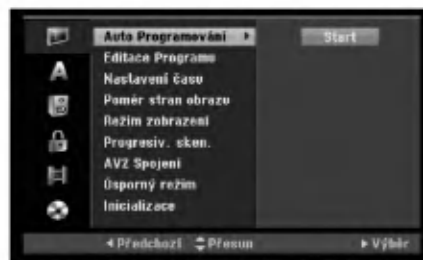 Auto Programování
Start
Editace Programu
Nastavení času
Poměr stran obrazu
Režim zobrazení
Progresiv. sken.
AV2 Spojení
Úsporný režim
Inicializace
Předchozí Přesun Výběr